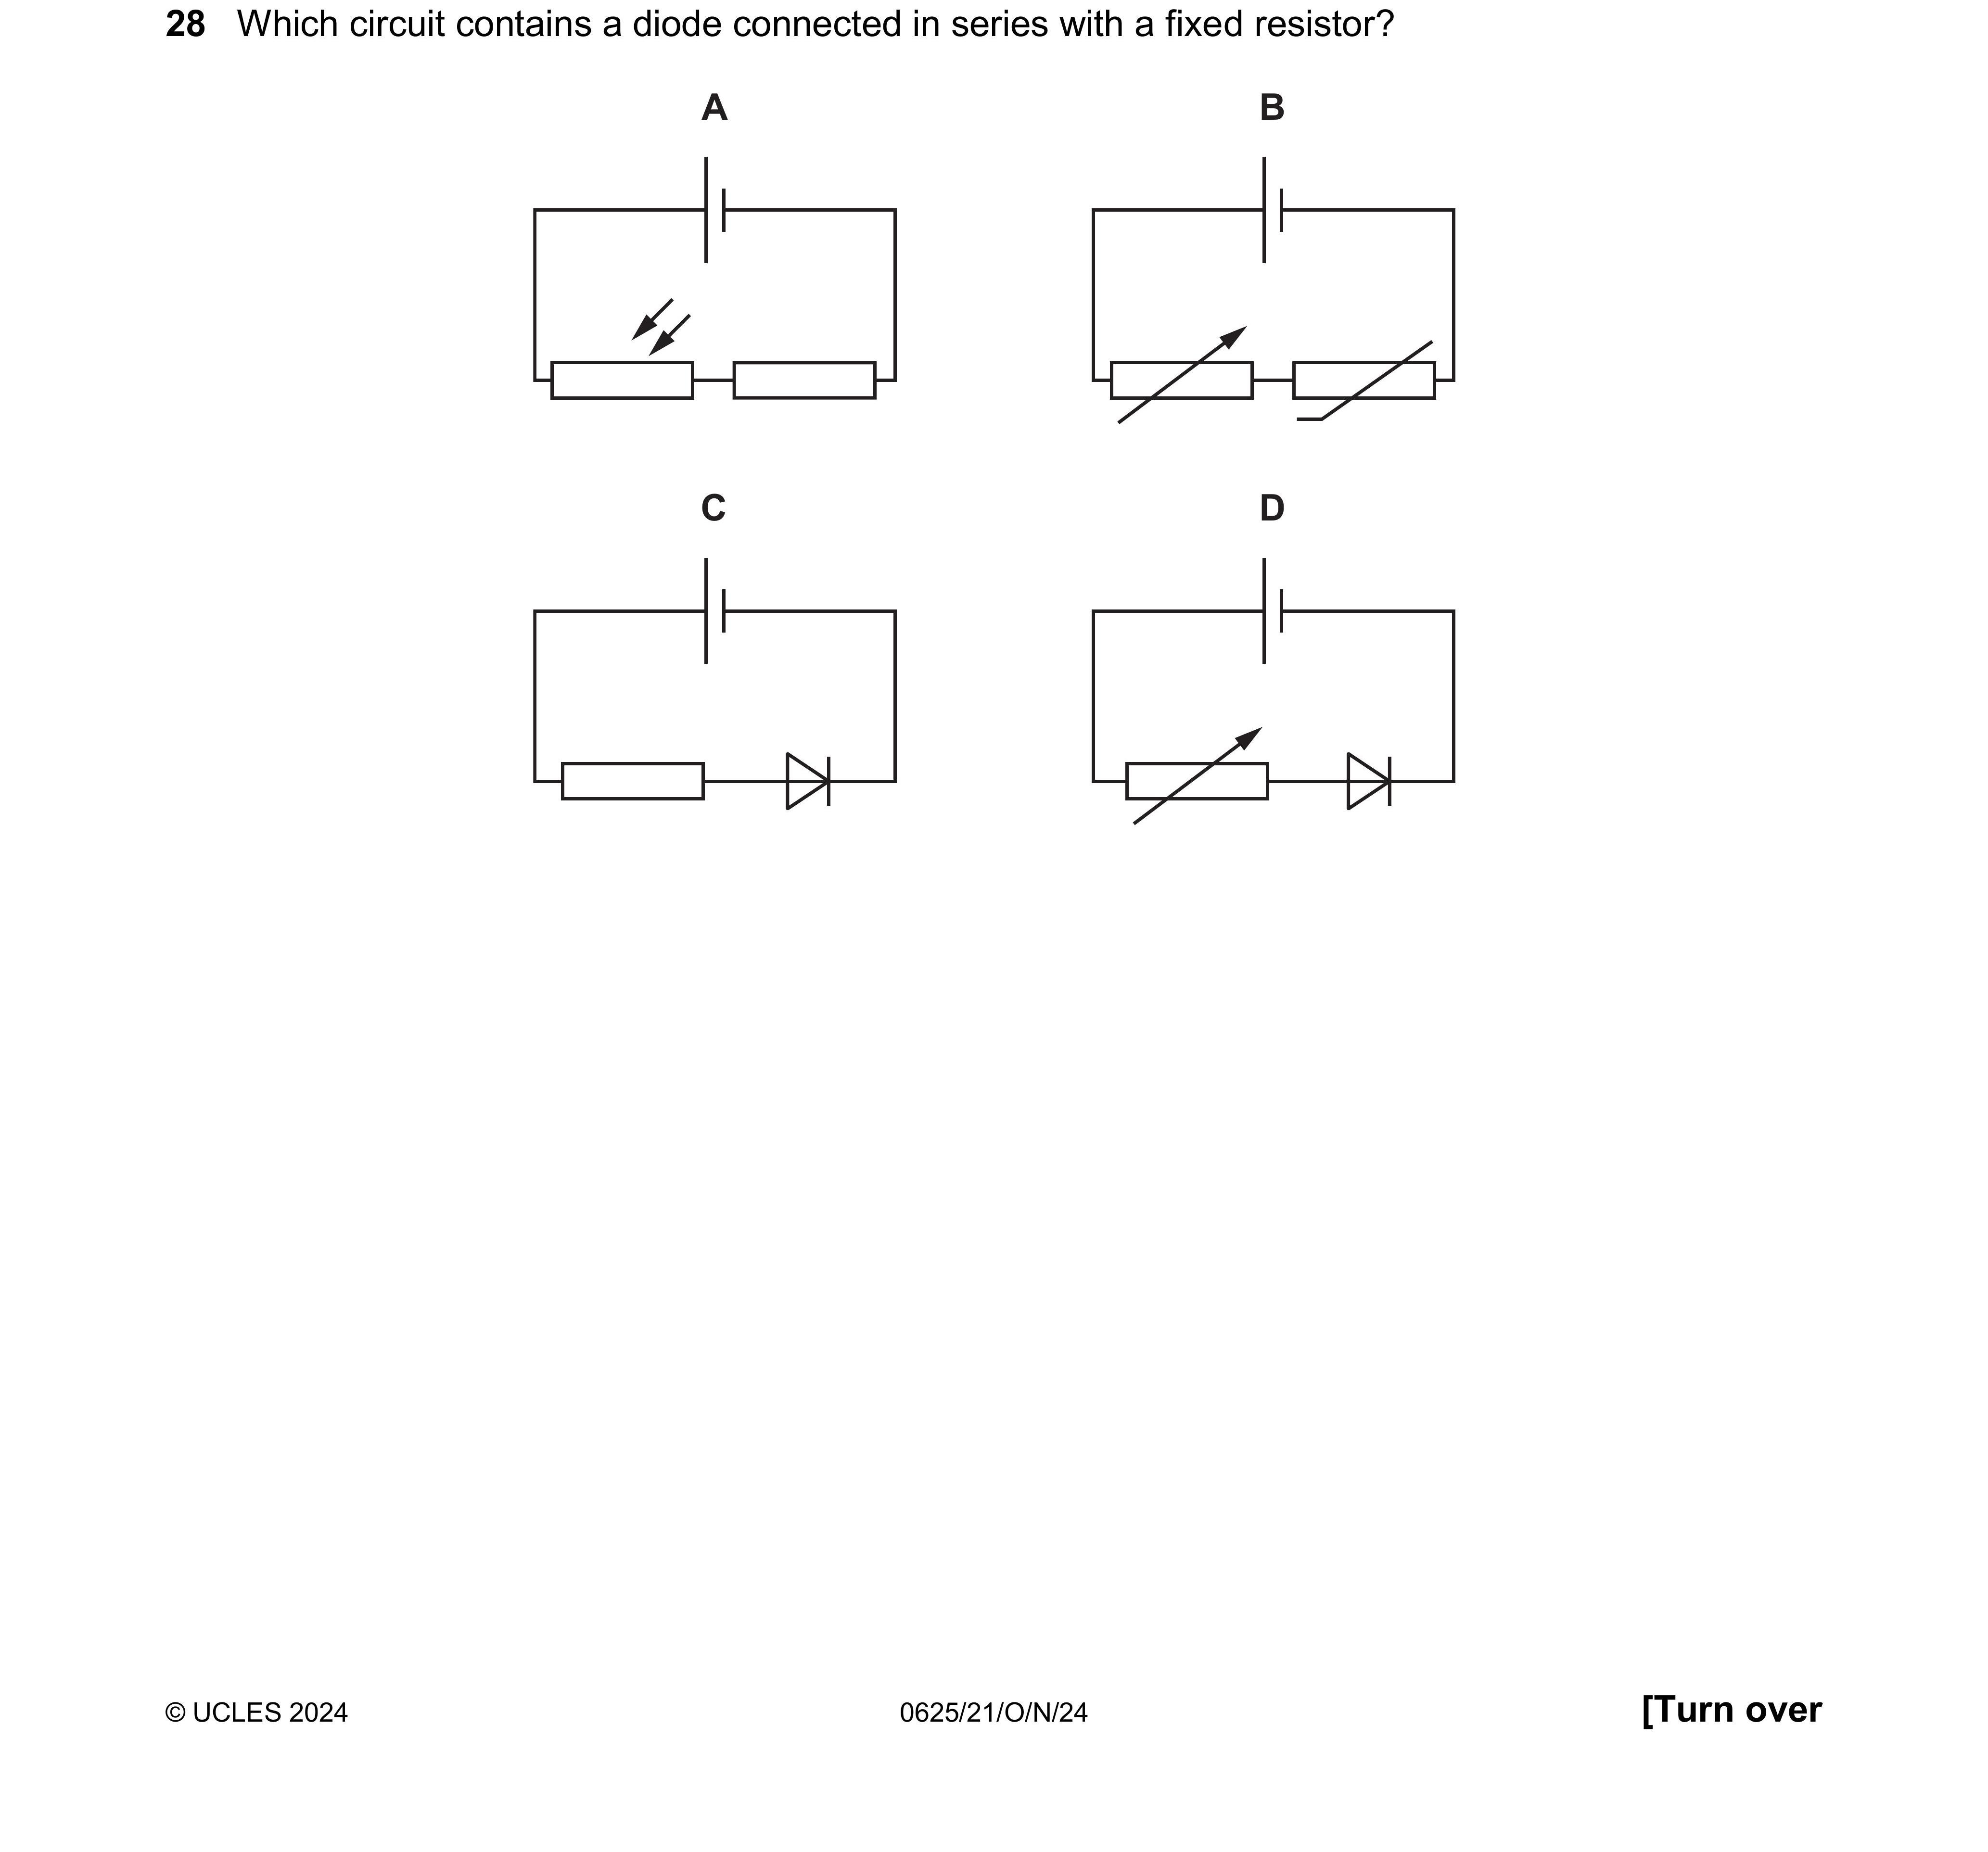 28 Which circuit contains a diode connected in series with a fixed resistor?
A
B
C
D
© UCLES 2024
0625/21/O/N/24
[Turn over